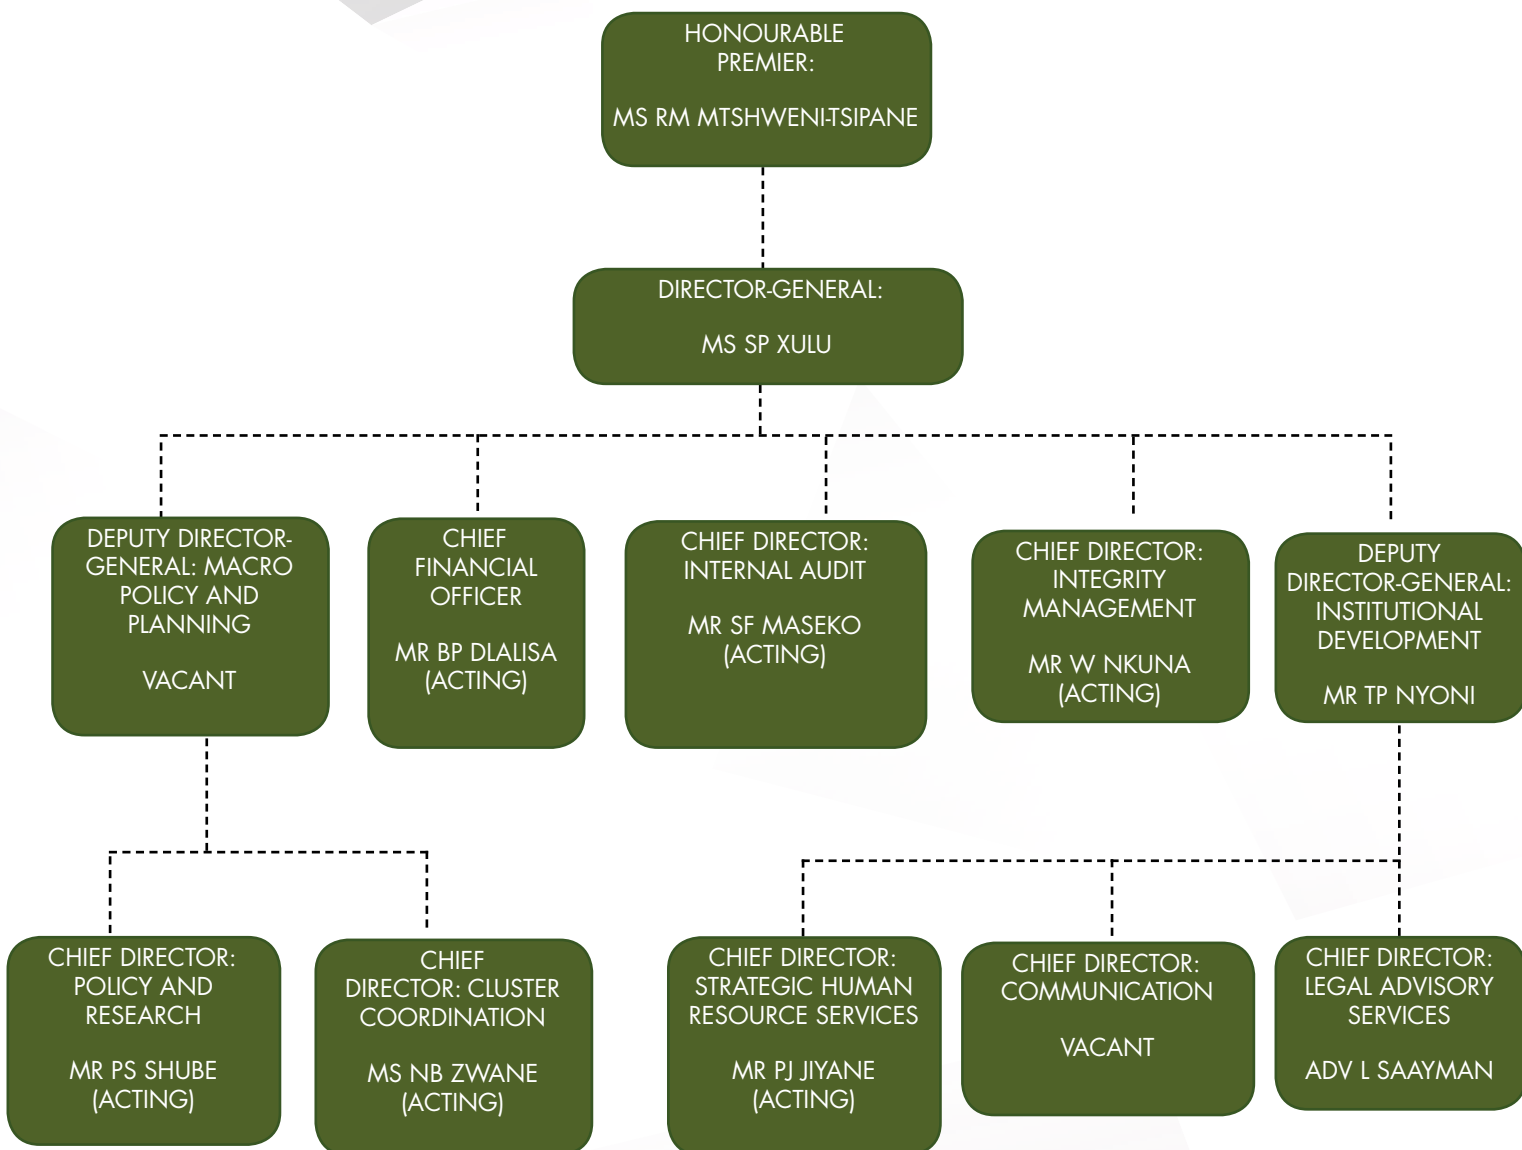 HONOURABLE
PREMIER:
MS RM MTSHWENI-TSIPANE
DIRECTOR-GENERAL:
MS SP XULU
DEPUTY DIRECTOR-
GENERAL: MACRO
POLICY AND
PLANNING
VACANT
CHIEF
FINANCIAL
OFFICER
MR BP DLALISA
(ACTING)
CHIEF DIRECTOR:
INTERNAL AUDIT
MR SF MASEKO
(ACTING)
CHIEF DIRECTOR:
INTEGRITY
MANAGEMENT
MR W NKUNA
(ACTING)
DEPUTY
DIRECTOR-GENERAL:
INSTITUTIONAL
DEVELOPMENT
MR TP NYONI
CHIEF DIRECTOR:
POLICY AND
RESEARCH
MR PS SHUBE
(ACTING)
CHIEF
DIRECTOR: CLUSTER
COORDINATION
MS NB ZWANE
(ACTING)
CHIEF DIRECTOR:
STRATEGIC HUMAN
RESOURCE SERVICES
MR PJ JIYANE
(ACTING)
CHIEF DIRECTOR:
COMMUNICATION
VACANT
CHIEF DIRECTOR:
LEGAL ADVISORY
SERVICES
ADV L SAAYMAN